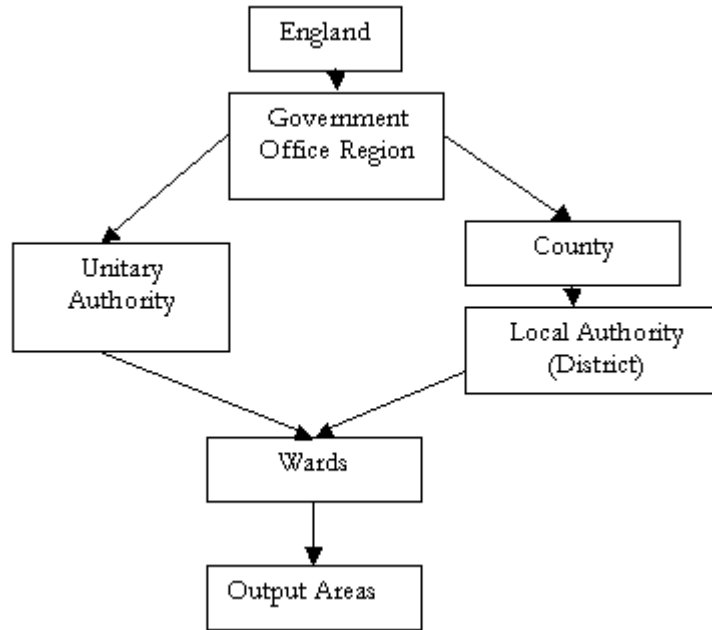 England
Government
Office Region
Unitary
Authority
County
Local Authority
(District)
Wards
Output Areas